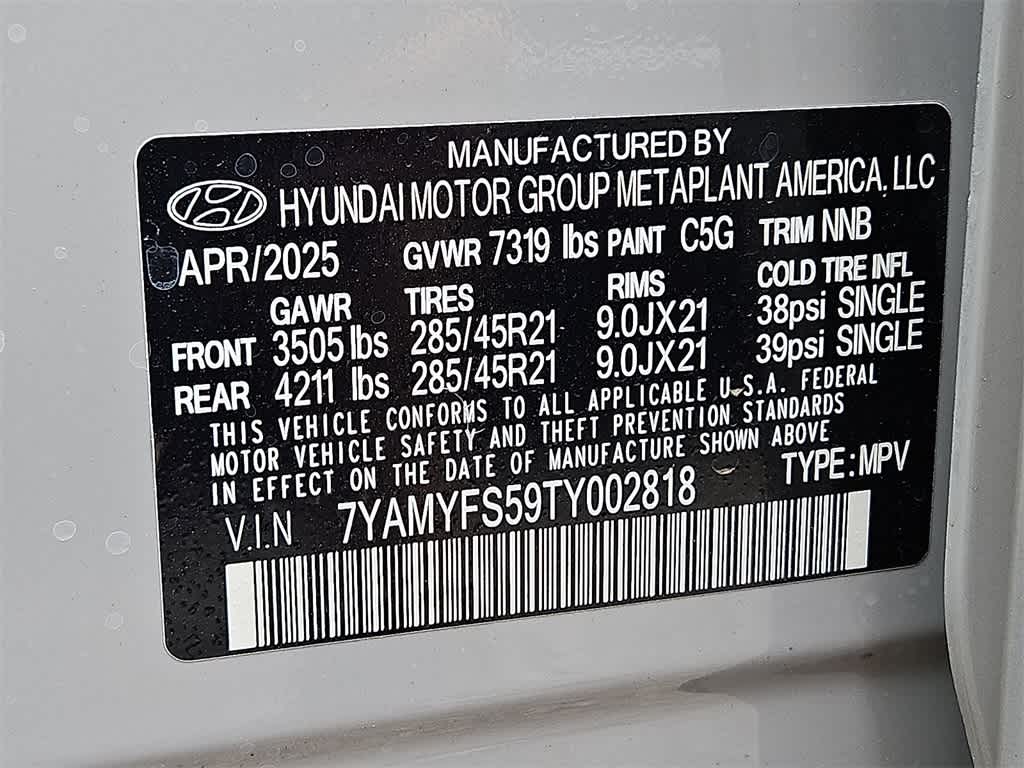 MANUFACTURED BY
HYUNDAI MOTOR GROUP METAPLANT AMERICA, LLC
APR/2025 GVWR 7319 lbs PAINT C5G TRIM NNB
GAWR TIRES RIMS COLD TIRE INFL
FRONT 3505 lbs 285/45R21 9.0JX21 38psi SINGLE
REAR 4211 lbs 285/45R21 9.0JX21 39psi SINGLE
THIS VEHICLE CONFORMS TO ALL APPLICABLE U.S.A. FEDERAL
MOTOR VEHICLE SAFETY AND THEFT PREVENTION STANDARDS
IN EFFECT ON THE DATE OF MANUFACTURE SHOWN ABOVE
V.I.N 7YAMYFS59TY002818 TYPE: MPV